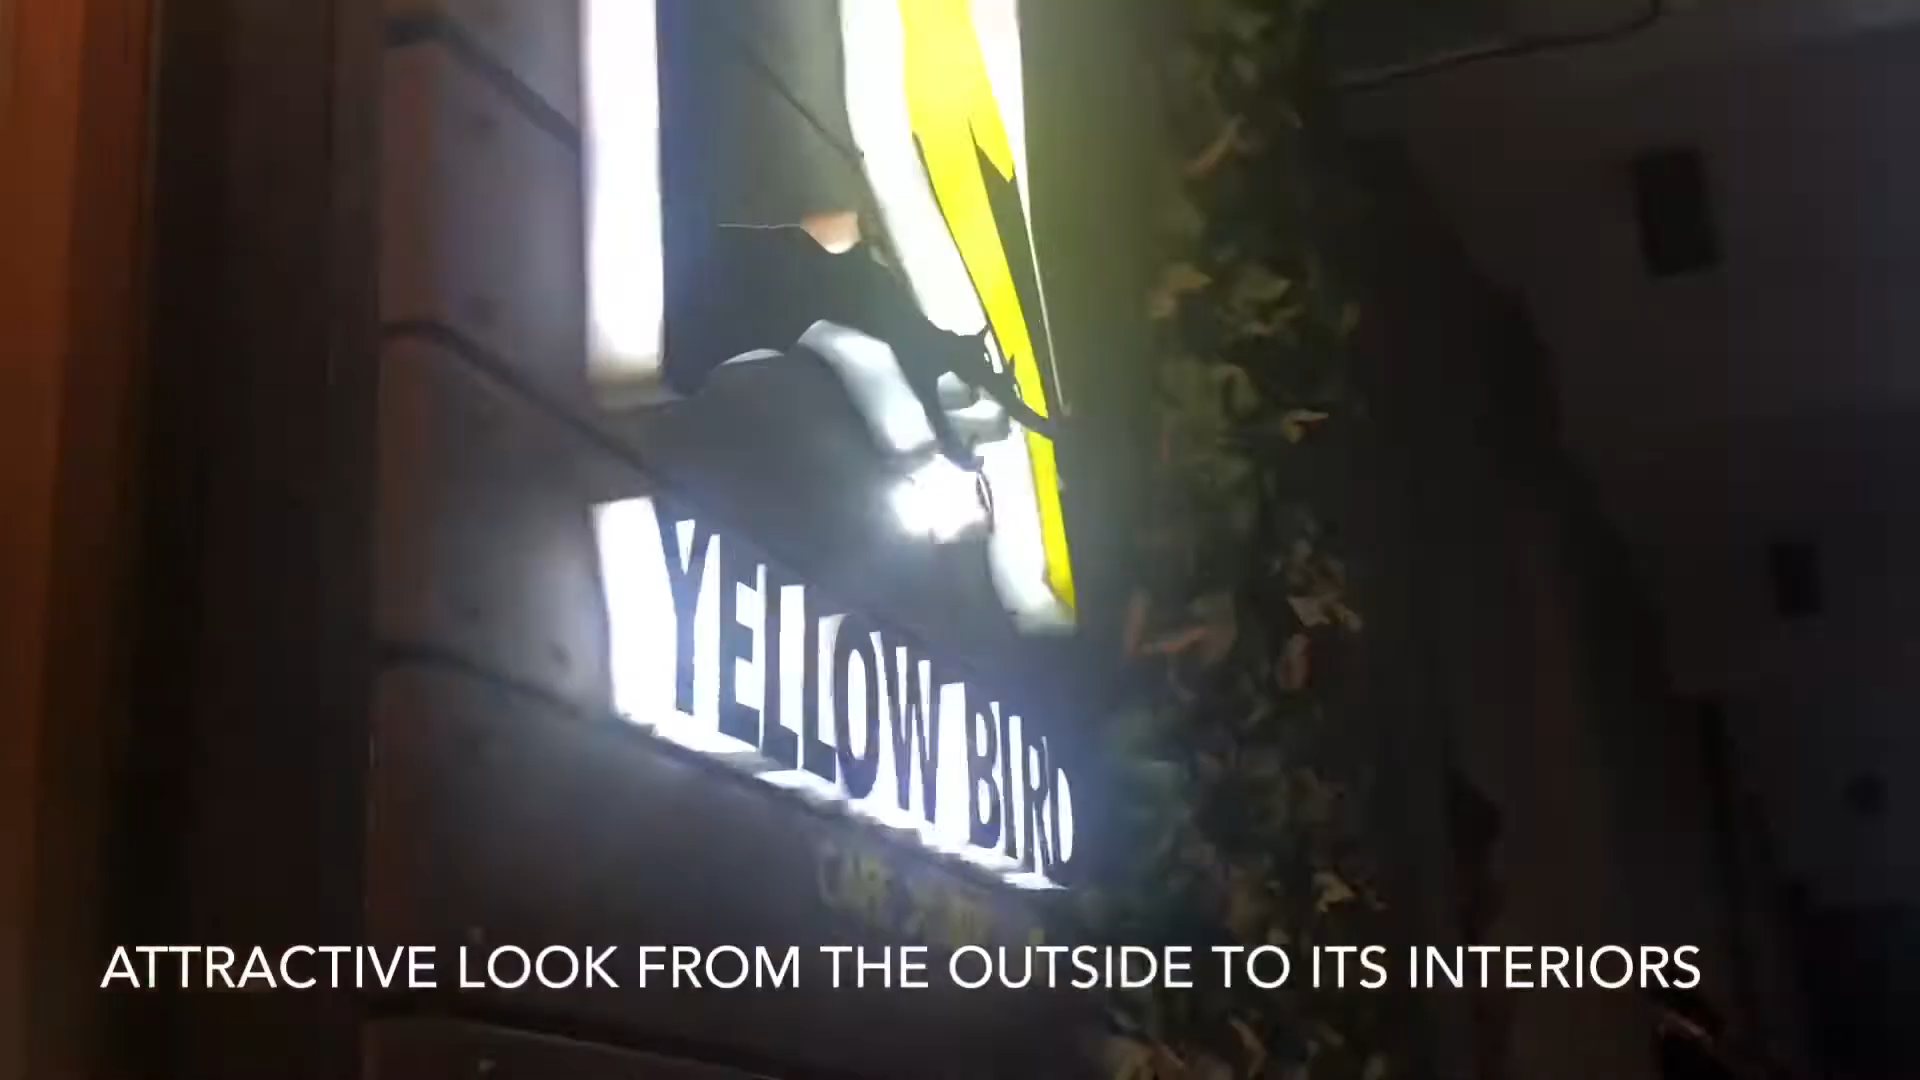 YELLOW BIRD
ATTRACTIVE LOOK FROM THE OUTSIDE TO ITS INTERIORS